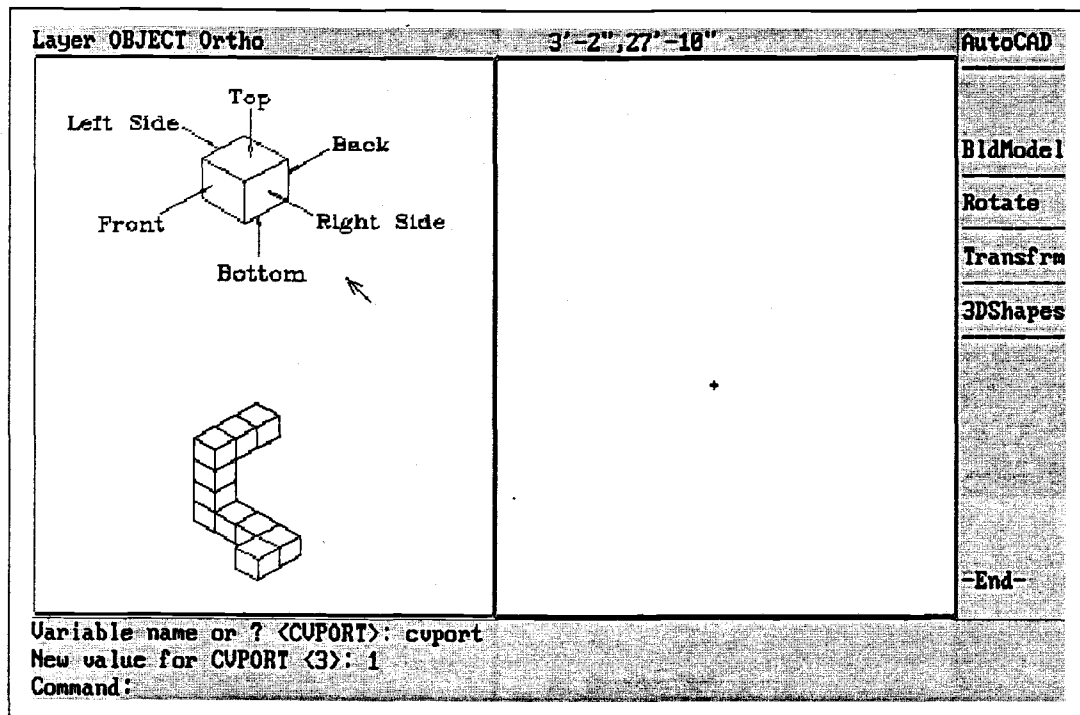 Layer OBJECT Ortho 3'-2",27'-10" AutoCAD
Top
Left Side
Back
Front
Right Side
Bottom
BldModel
Rotate
Transfrm
3DShapes
-End-
Variable name or ? <CVPORT>: cvport
New value for CVPORT <3>: 1
Command: